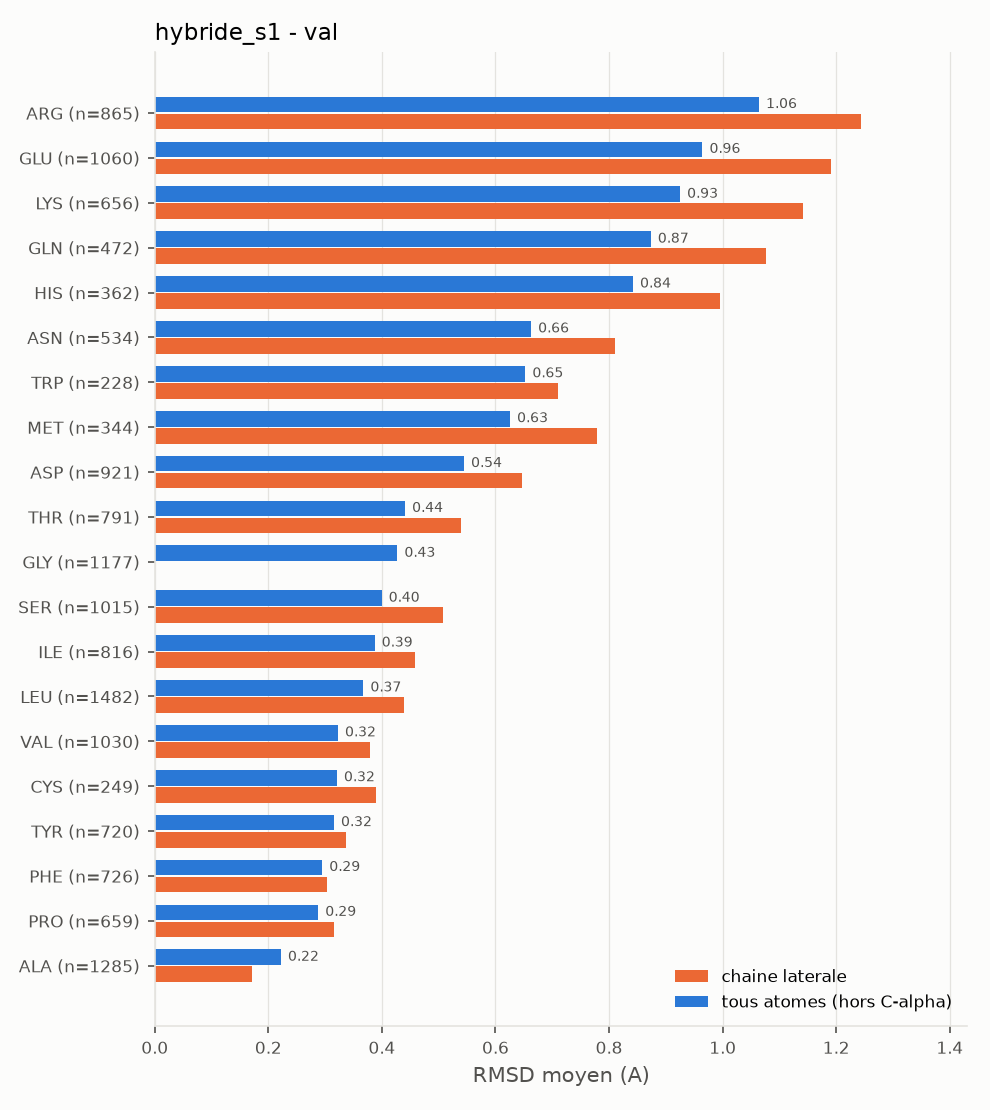 hybride_s1 - val
ARG (n=865)
1.06
GLU (n=1060)
0.96
LYS (n=656)
0.93
GLN (n=472)
0.87
HIS (n=362)
0.84
ASN (n=534)
0.66
TRP (n=228)
0.65
MET (n=344)
0.63
ASP (n=921)
0.54
THR (n=791)
0.44
GLY (n=1177)
0.43
SER (n=1015)
0.40
ILE (n=816)
0.39
LEU (n=1482)
0.37
VAL (n=1030)
0.32
CYS (n=249)
0.32
TYR (n=720)
0.32
PHE (n=726)
0.29
PRO (n=659)
0.29
ALA (n=1285)
0.22
chaine laterale
tous atomes (hors C-alpha)
0.0 0.2 0.4 0.6 0.8 1.0 1.2 1.4
RMSD moyen (A)